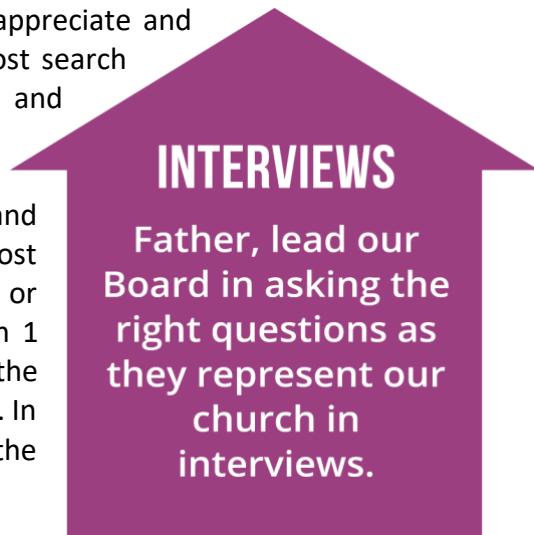 appreciate and
ost search
and
and
ost
or
n 1
the
. In
the
INTERVIEWS
Father, lead our
Board in asking the
right questions as
they represent our
church in
interviews.